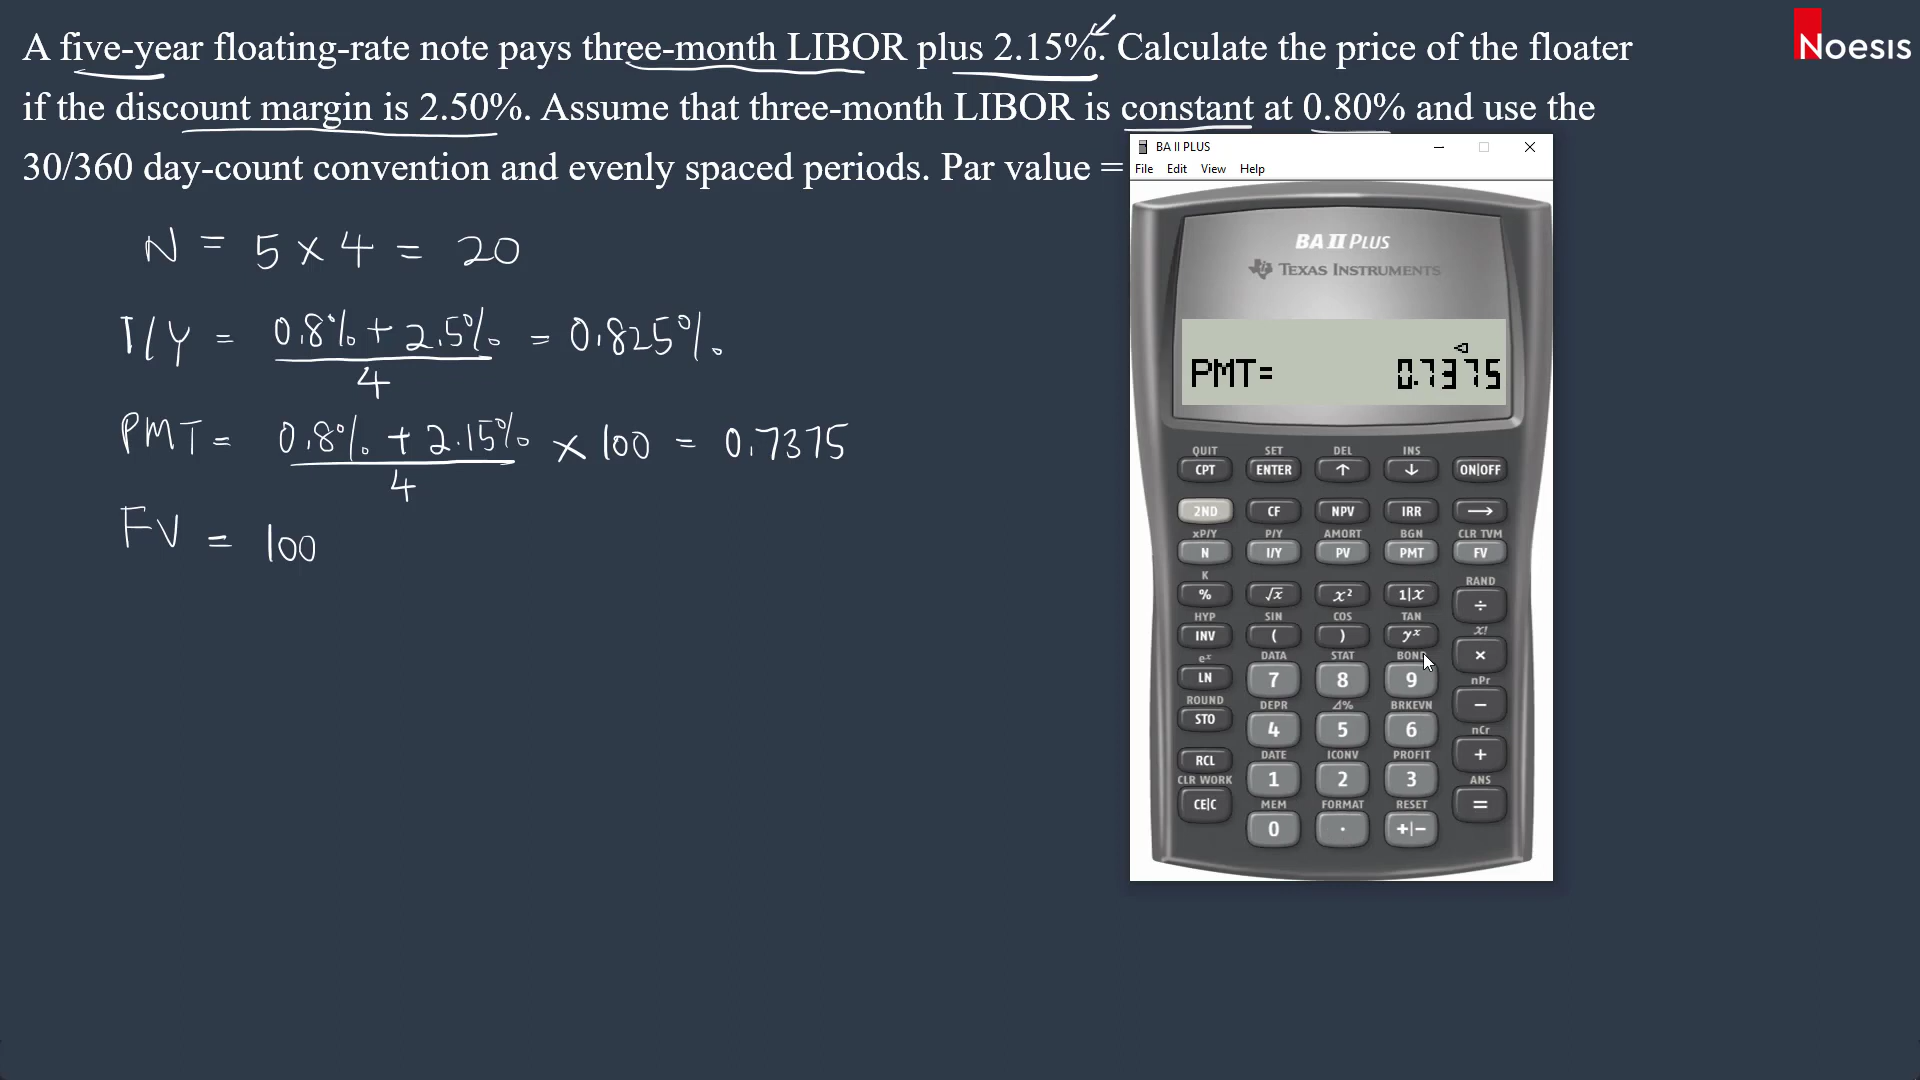 A five-year floating-rate note pays three-month LIBOR plus 2.15%. Calculate the price of the floater
if the discount margin is 2.50%. Assume that three-month LIBOR is constant at 0.80% and use the
30/360 day-count convention and evenly spaced periods. Par value =
Noesis
N = 5 × 4 = 20
I/Y = 0.8% + 2.5% / 4 = 0.825%
PMT = 0.8% + 2.15% / 4 × 100 = 0.7375
FV = 100
BA II PLUS
File Edit View Help
BA II PLUS
TEXAS INSTRUMENTS
PMT= 0.7375
QUIT SET DEL INS
CPT ENTER ↑ ↓ ON|OFF
2ND CF NPV IRR →
xP/Y P/Y AMORT BGN CLR TVM
N I/Y PV PMT FV
K RAND
% √x x² 1|x ÷
HYP SIN COS TAN x!
INV ( ) yˣ ×
eˣ DATA STAT BOND nPr
LN 7 8 9 −
ROUND DEPR Δ% BRKEVN nCr
STO 4 5 6 +
DATE ICONV PROFIT ANS
RCL 1 2 3 =
CLR WORK MEM FORMAT RESET
CE|C 0 . +|−